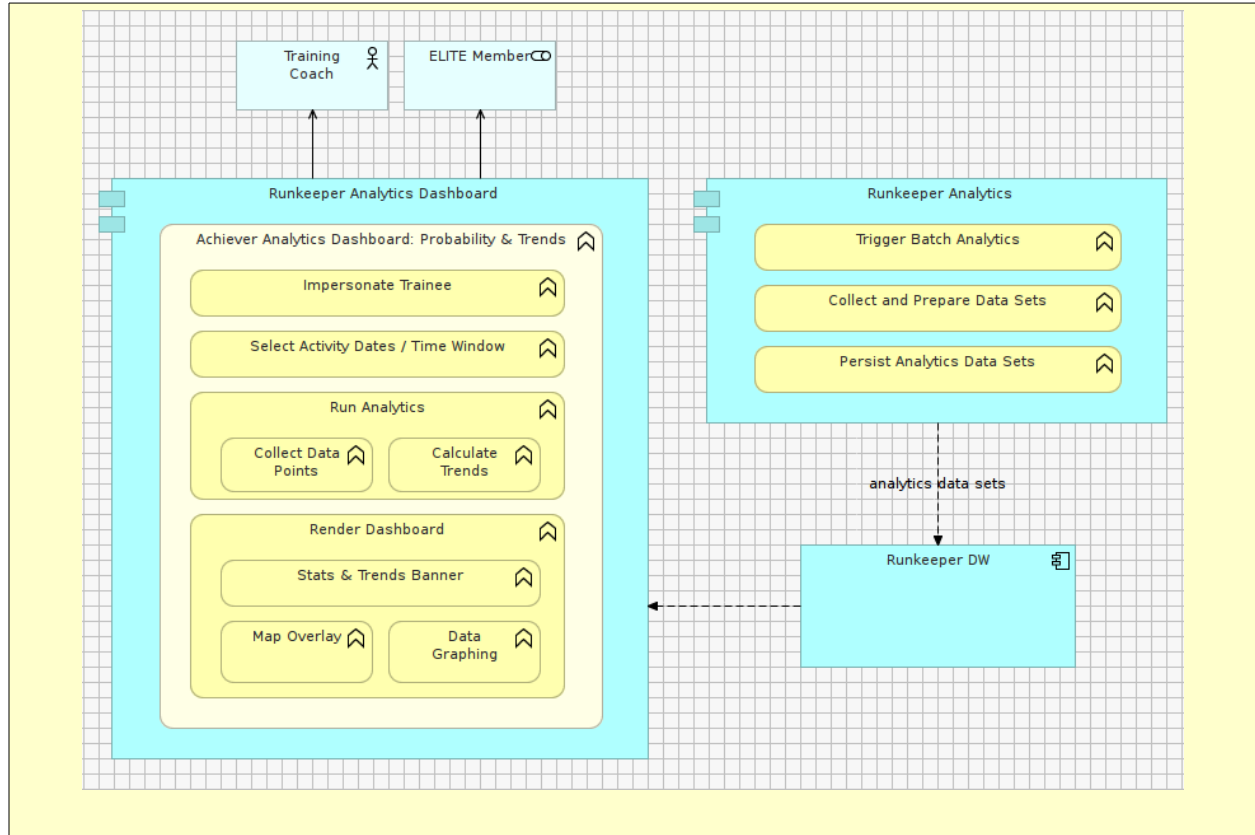 Training
Coach
ELITE Member
Runkeeper Analytics Dashboard
Achiever Analytics Dashboard: Probability & Trends
Impersonate Trainee
Select Activity Dates / Time Window
Run Analytics
Collect Data
Points
Calculate
Trends
Render Dashboard
Stats & Trends Banner
Map Overlay
Data
Graphing
Runkeeper Analytics
Trigger Batch Analytics
Collect and Prepare Data Sets
Persist Analytics Data Sets
analytics data sets
Runkeeper DW